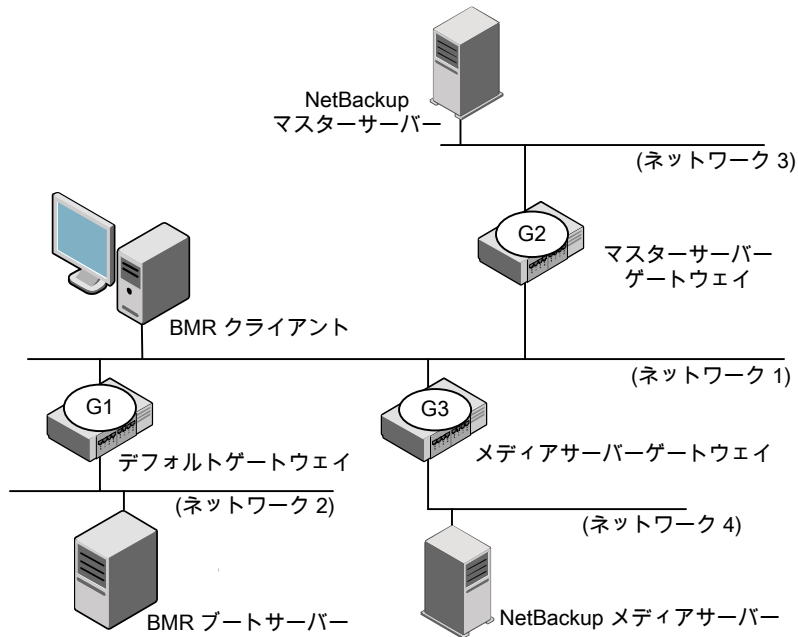 NetBackup
マスターサーバー
(ネットワーク 3)
G2
マスターサーバー
ゲートウェイ
BMR クライアント
(ネットワーク 1)
G1
G3
デフォルトゲートウェイ
メディアサーバーゲートウェイ
(ネットワーク 2)
(ネットワーク 4)
BMR ブートサーバー
NetBackup メディアサーバー